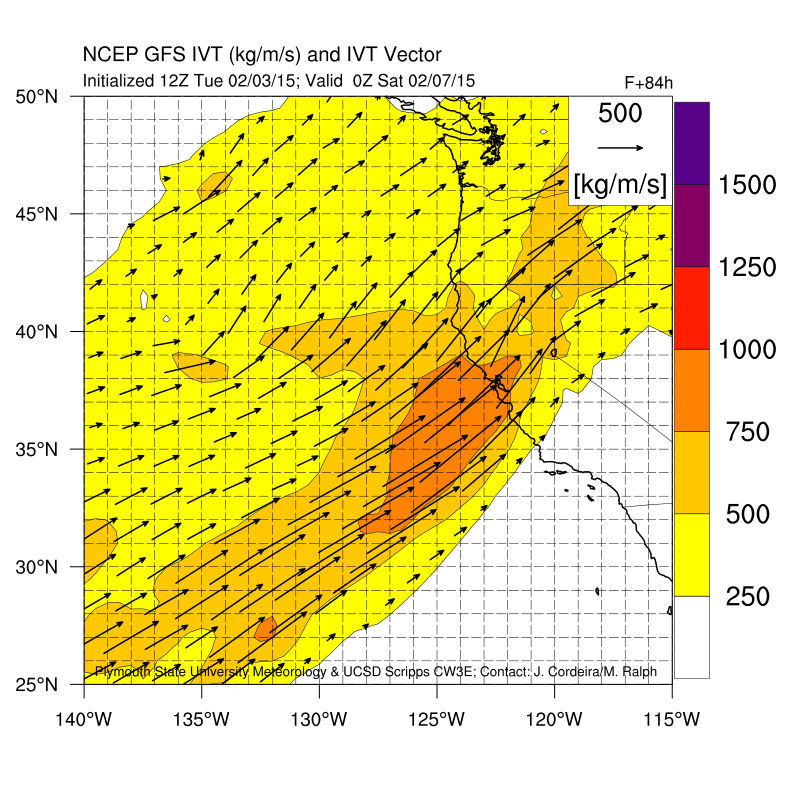 NCEP GFS IVT (kg/m/s) and IVT Vector
Initialized 12Z Tue 02/03/15; Valid  0Z Sat 02/07/15
F+84h
50°N
45°N
40°N
35°N
30°N
25°N
500
[kg/m/s]
1500
1250
1000
750
500
250
Plymouth State University Meteorology & UCSD Scripps CW3E; Contact: J. Cordeira/M. Ralph
140°W
135°W
130°W
125°W
120°W
115°W